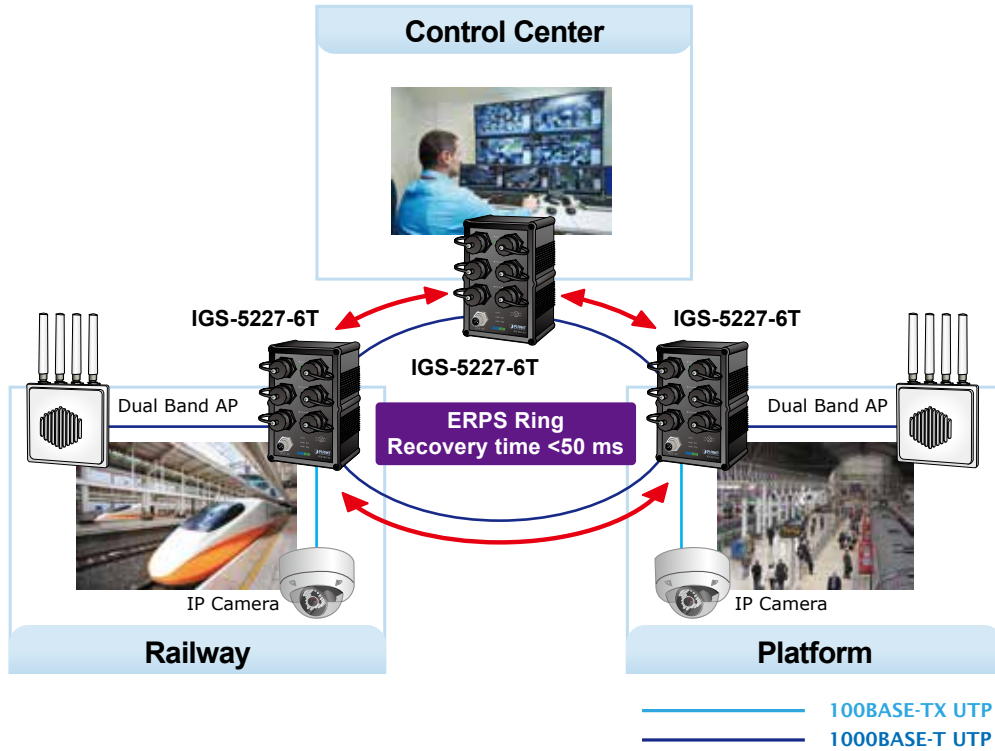 Control Center
IGS-5227-6T
IGS-5227-6T
IGS-5227-6T
Dual Band AP
Dual Band AP
ERPS Ring
Recovery time <50 ms
IP Camera
IP Camera
Railway
Platform
100BASE-TX UTP
1000BASE-T UTP